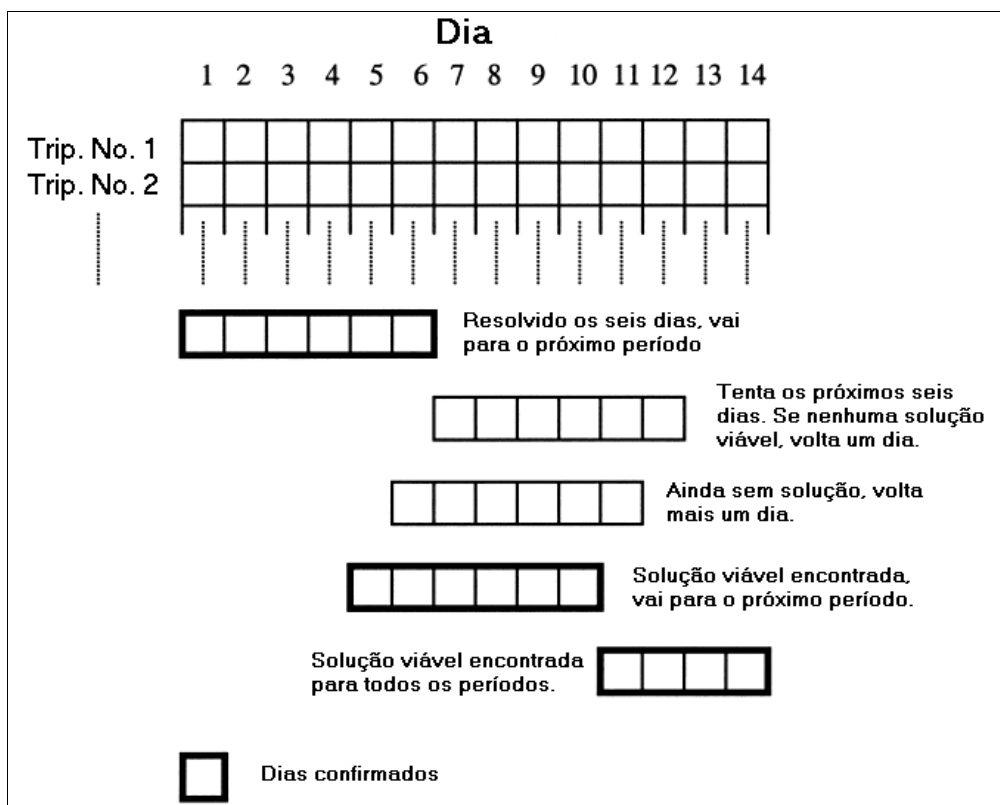 Dia
1 2 3 4 5 6 7 8 9 10 11 12 13 14
Trip. No. 1
Trip. No. 2
Resolvido os seis dias, vai
para o próximo período
Tenta os próximos seis
dias. Se nenhuma solução
viável, volta um dia.
Ainda sem solução, volta
mais um dia.
Solução viável encontrada,
vai para o próximo período.
Solução viável encontrada
para todos os períodos.
Dias confirmados